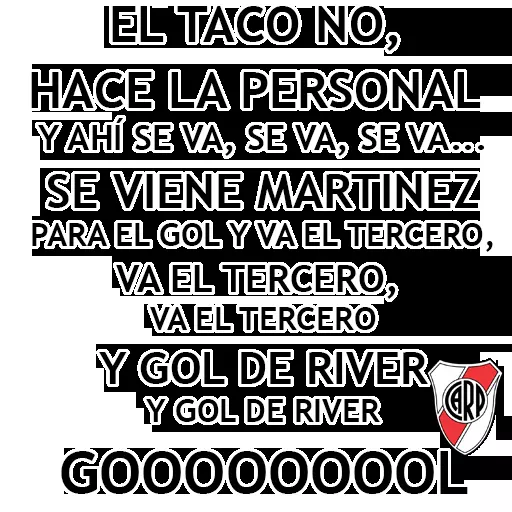 EL TACO NO,
HACE LA PERSONAL
Y AHÍ SE VA, SE VA, SE VA...
SE VIENE MARTINEZ
PARA EL GOL Y VA EL TERCERO,
VA EL TERCERO,
VA EL TERCERO
Y GOL DE RIVER
Y GOL DE RIVER
CARP
GOOOOOOOOOL